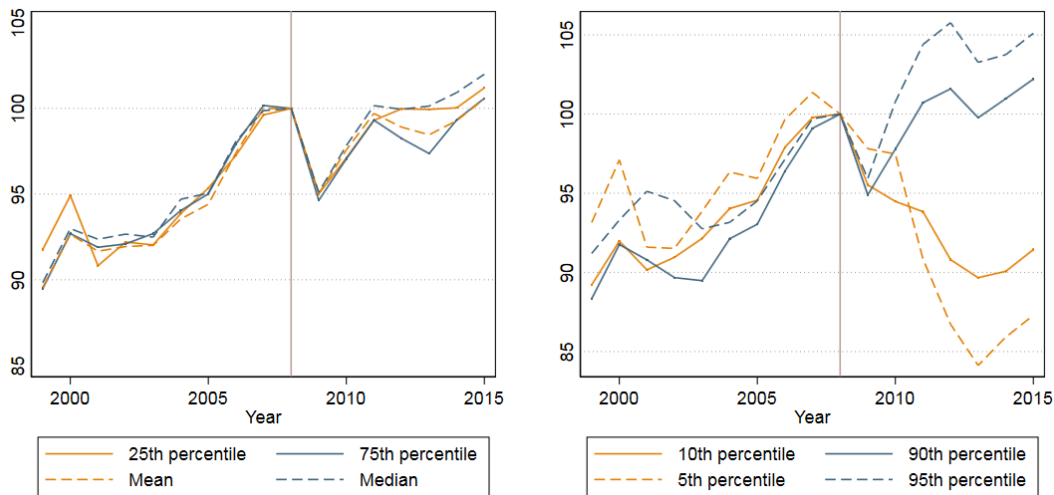 105
100
95
90
85
2000
2005
2010
2015
Year
25th percentile
75th percentile
Mean
Median
105
100
95
90
85
2000
2005
2010
2015
Year
10th percentile
90th percentile
5th percentile
95th percentile